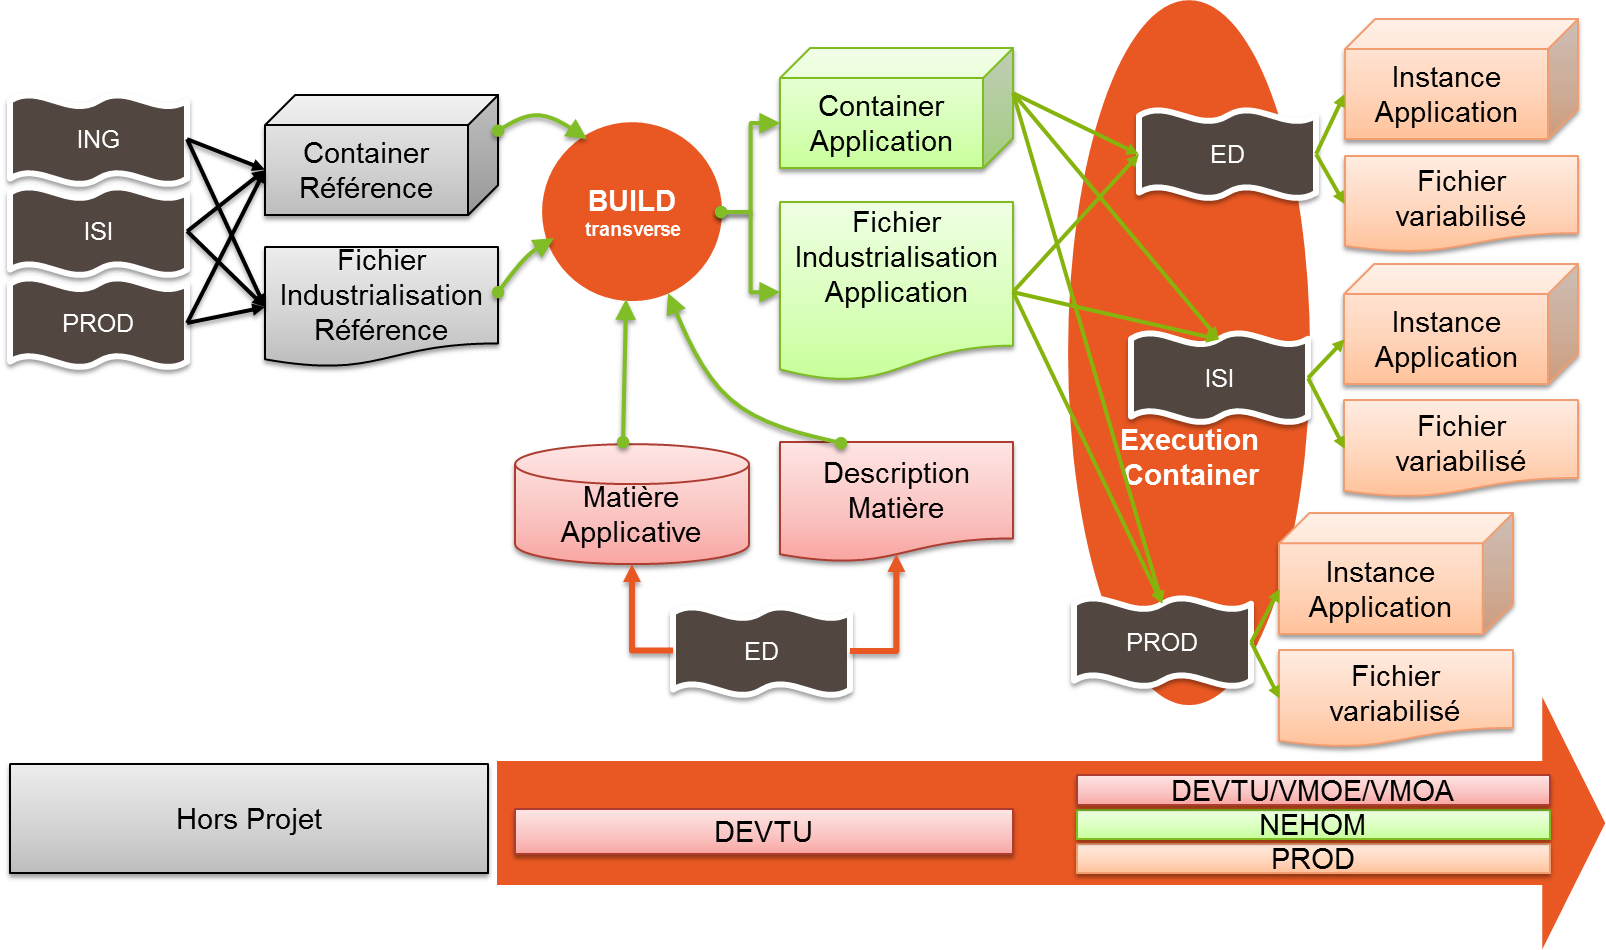 ING
ISI
PROD
Container
Référence
Fichier
Industrialisation
Référence
BUILD
transverse
Container
Application
Fichier
Industrialisation
Application
Matière
Applicative
Description
Matière
ED
Execution
Container
ED
Instance
Application
Fichier
variabilisé
ISI
Instance
Application
Fichier
variabilisé
PROD
Instance
Application
Fichier
variabilisé
Hors Projet
DEVTU
DEVTU/VMOE/VMOA
NEHOM
PROD